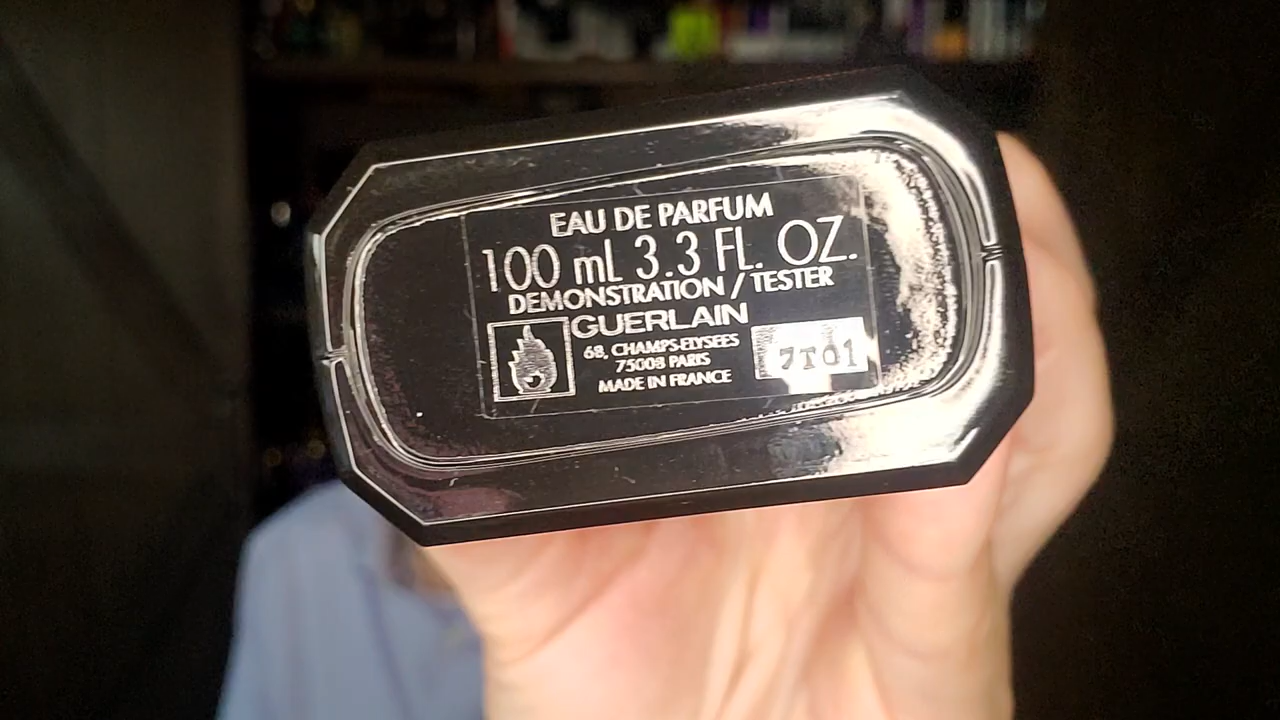 EAU DE PARFUM
100 mL 3.3 FL. OZ.
DEMONSTRATION / TESTER
GUERLAIN
68, CHAMPS-ELYSEES
75008 PARIS
MADE IN FRANCE
7T01